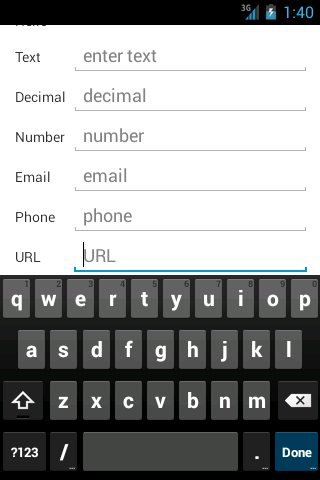 3G 1:40
Text enter text
Decimal decimal
Number number
Email email
Phone phone
URL URL
1 2 3 4 5 6 7 8 9 0
q w e r t y u i o p
a s d f g h j k l
z x c v b n m
?123 / ... . ... Done ...